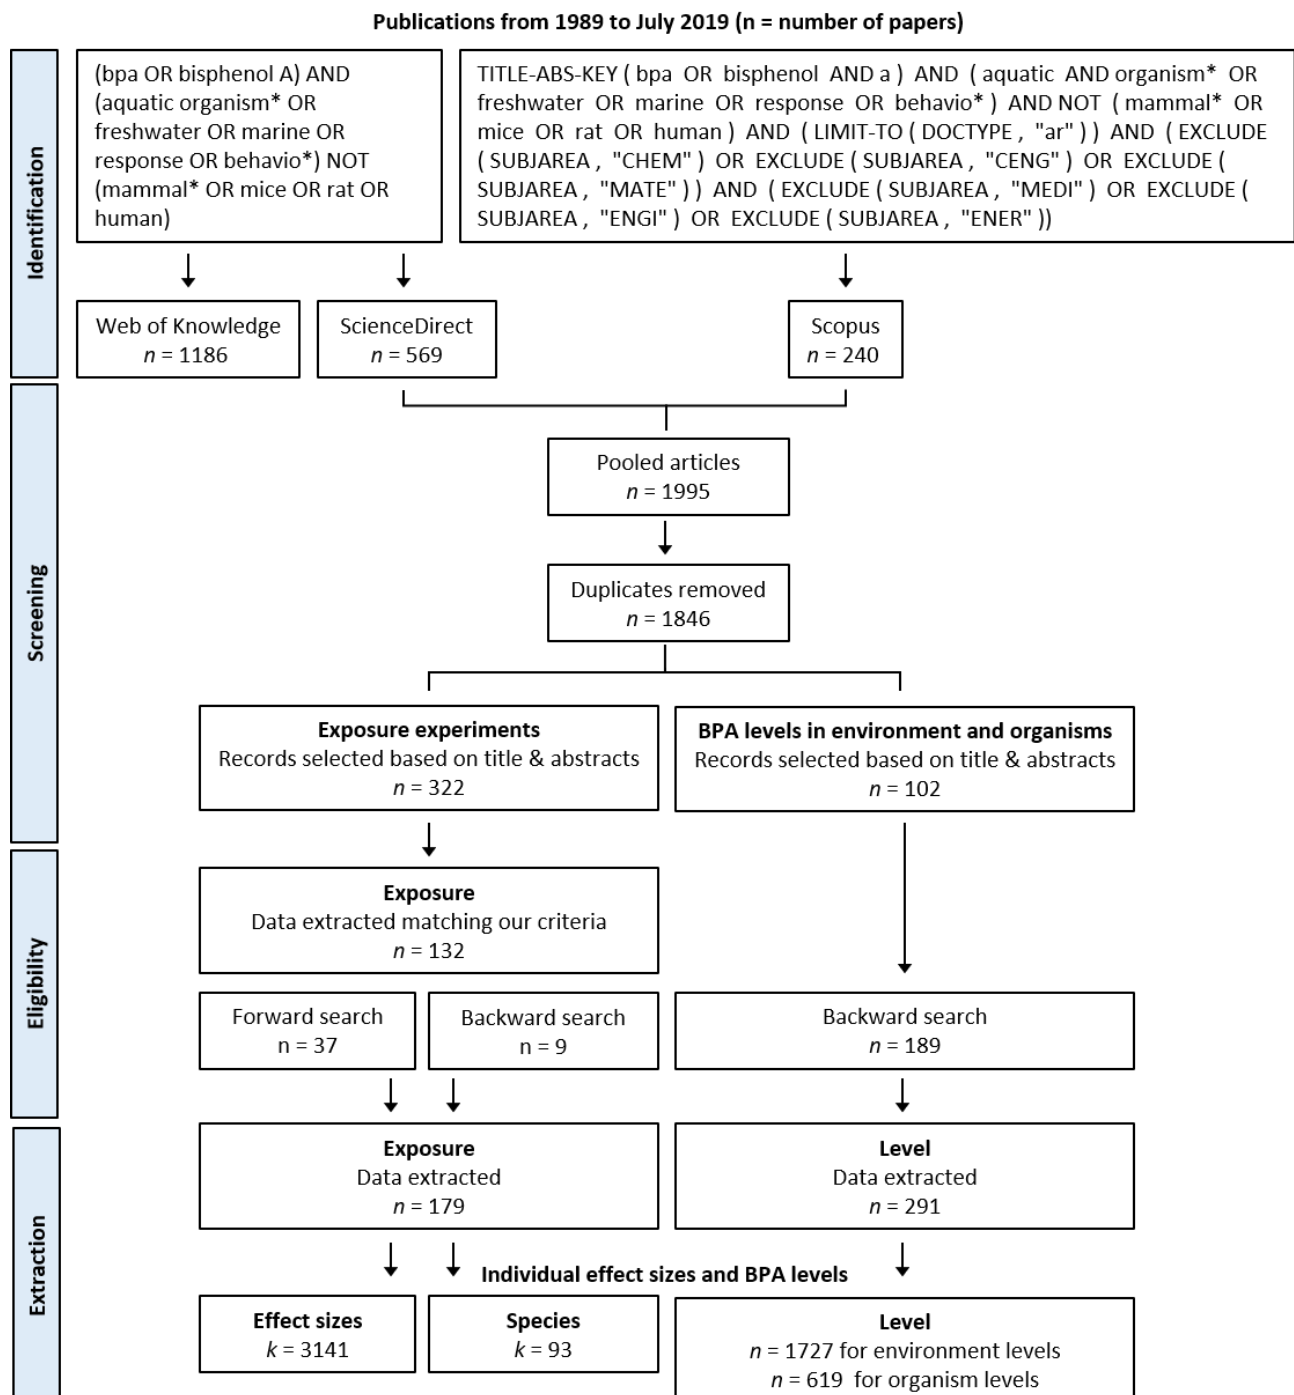 Publications from 1989 to July 2019 (n = number of papers)
Identification
(bpa OR bisphenol A) AND
(aquatic organism* OR
freshwater OR marine OR
response OR behavio*) NOT
(mammal* OR mice OR rat OR
human)
TITLE-ABS-KEY ( bpa OR bisphenol AND a ) AND ( aquatic AND organism* OR
freshwater OR marine OR response OR behavio* ) AND NOT ( mammal* OR
mice OR rat OR human ) AND ( LIMIT-TO ( DOCTYPE , "ar" ) ) AND ( EXCLUDE
( SUBJAREA , "CHEM" ) OR EXCLUDE ( SUBJAREA , "CENG" ) OR EXCLUDE (
SUBJAREA , "MATE" ) ) AND ( EXCLUDE ( SUBJAREA , "MEDI" ) OR EXCLUDE (
SUBJAREA , "ENGI" ) OR EXCLUDE ( SUBJAREA , "ENER" ))
Web of Knowledge
n = 1186
ScienceDirect
n = 569
Scopus
n = 240
Screening
Pooled articles
n = 1995
Duplicates removed
n = 1846
Exposure experiments
Records selected based on title & abstracts
n = 322
BPA levels in environment and organisms
Records selected based on title & abstracts
n = 102
Eligibility
Exposure
Data extracted matching our criteria
n = 132
Forward search
n = 37
Backward search
n = 9
Backward search
n = 189
Extraction
Exposure
Data extracted
n = 179
Level
Data extracted
n = 291
Individual effect sizes and BPA levels
Effect sizes
k = 3141
Species
k = 93
Level
n = 1727 for environment levels
n = 619 for organism levels